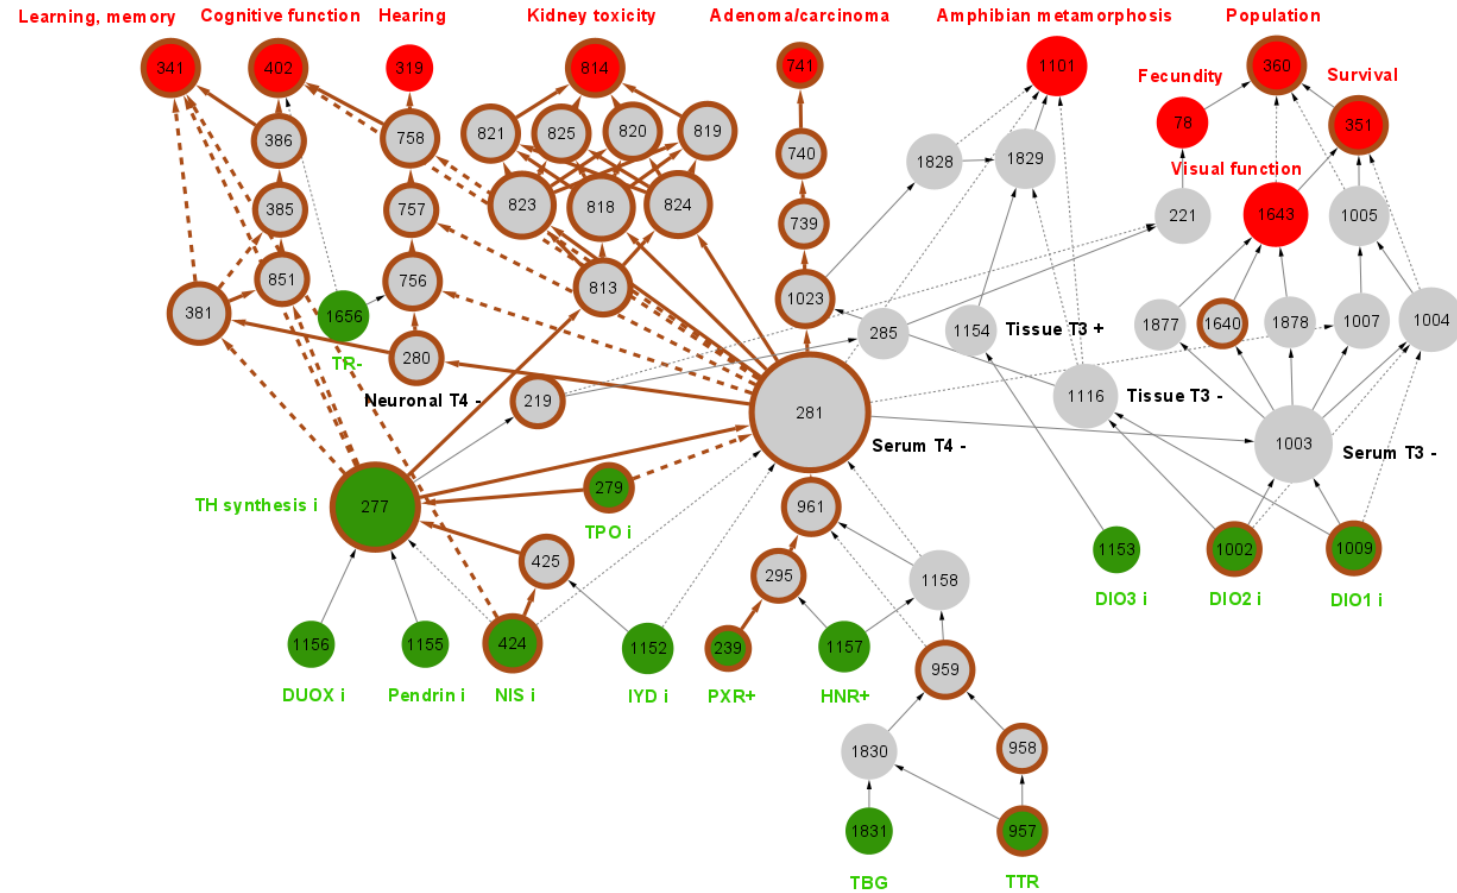 Learning, memory
Cognitive function
Hearing
Kidney toxicity
Adenoma/carcinoma
Amphibian metamorphosis
Population
341
402
319
814
741
1101
360
Fecundity
Survival
386
758
821
825
820
819
740
1828
1829
78
351
Visual function
385
757
823
818
824
739
221
1643
1005
381
851
1656
756
813
1023
285
1154
Tissue T3 +
1877
1640
1878
1007
1004
TR-
280
Neuronal T4 -
219
281
1116
Tissue T3 -
Serum T4 -
1003
Serum T3 -
TH synthesis i
277
279
TPO i
961
425
295
1158
1153
1002
1009
DIO3 i
DIO2 i
DIO1 i
1156
1155
424
1152
239
1157
959
DUOX i
Pendrin i
NIS i
IYD i
PXR+
HNR+
1830
958
1831
957
TBG
TTR